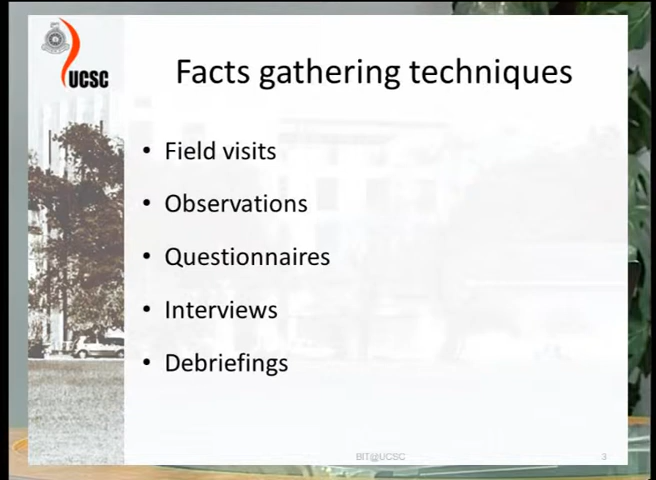 UCSC
Facts gathering techniques
• Field visits
• Observations
• Questionnaires
• Interviews
• Debriefings
BIT@UCSC
3